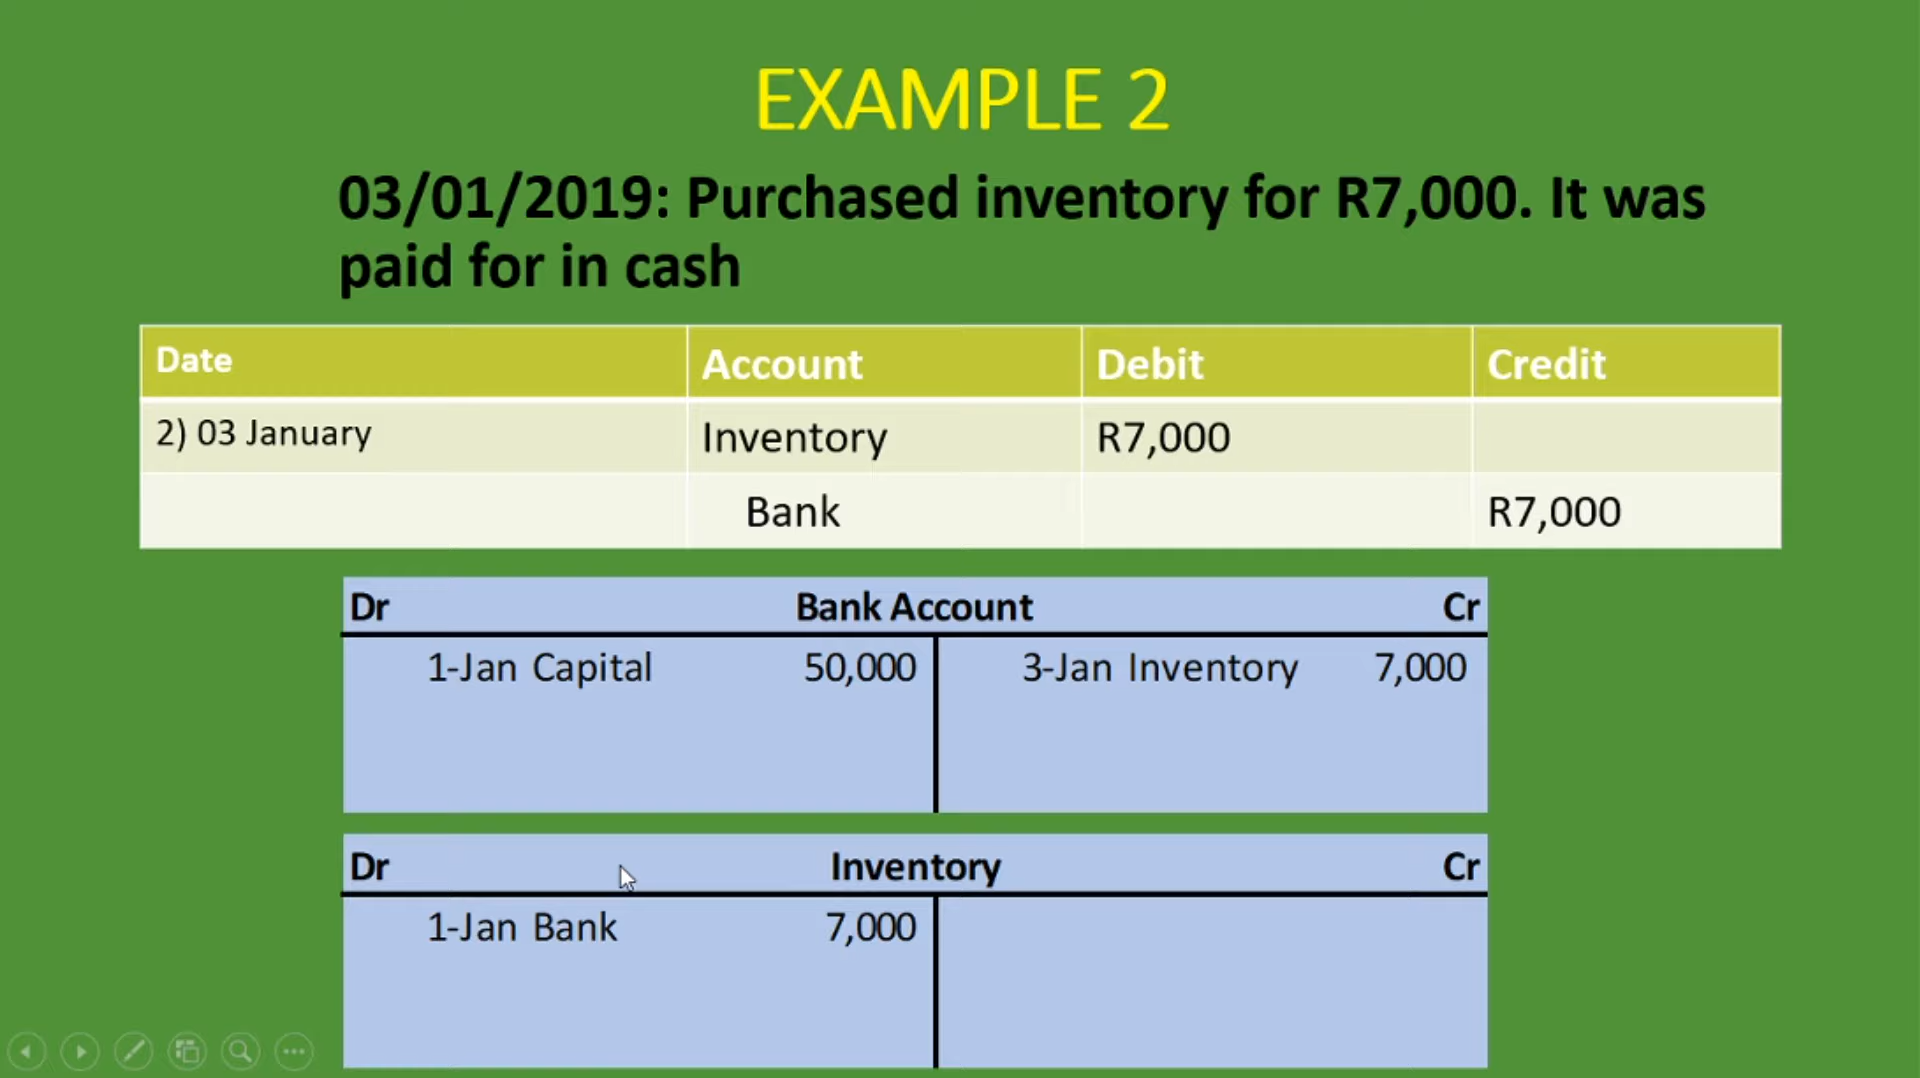 EXAMPLE 2
03/01/2019: Purchased inventory for R7,000. It was
paid for in cash
Date Account Debit Credit
2) 03 January Inventory R7,000
Bank R7,000
Dr Bank Account Cr
1-Jan Capital 50,000 3-Jan Inventory 7,000
Dr Inventory Cr
1-Jan Bank 7,000